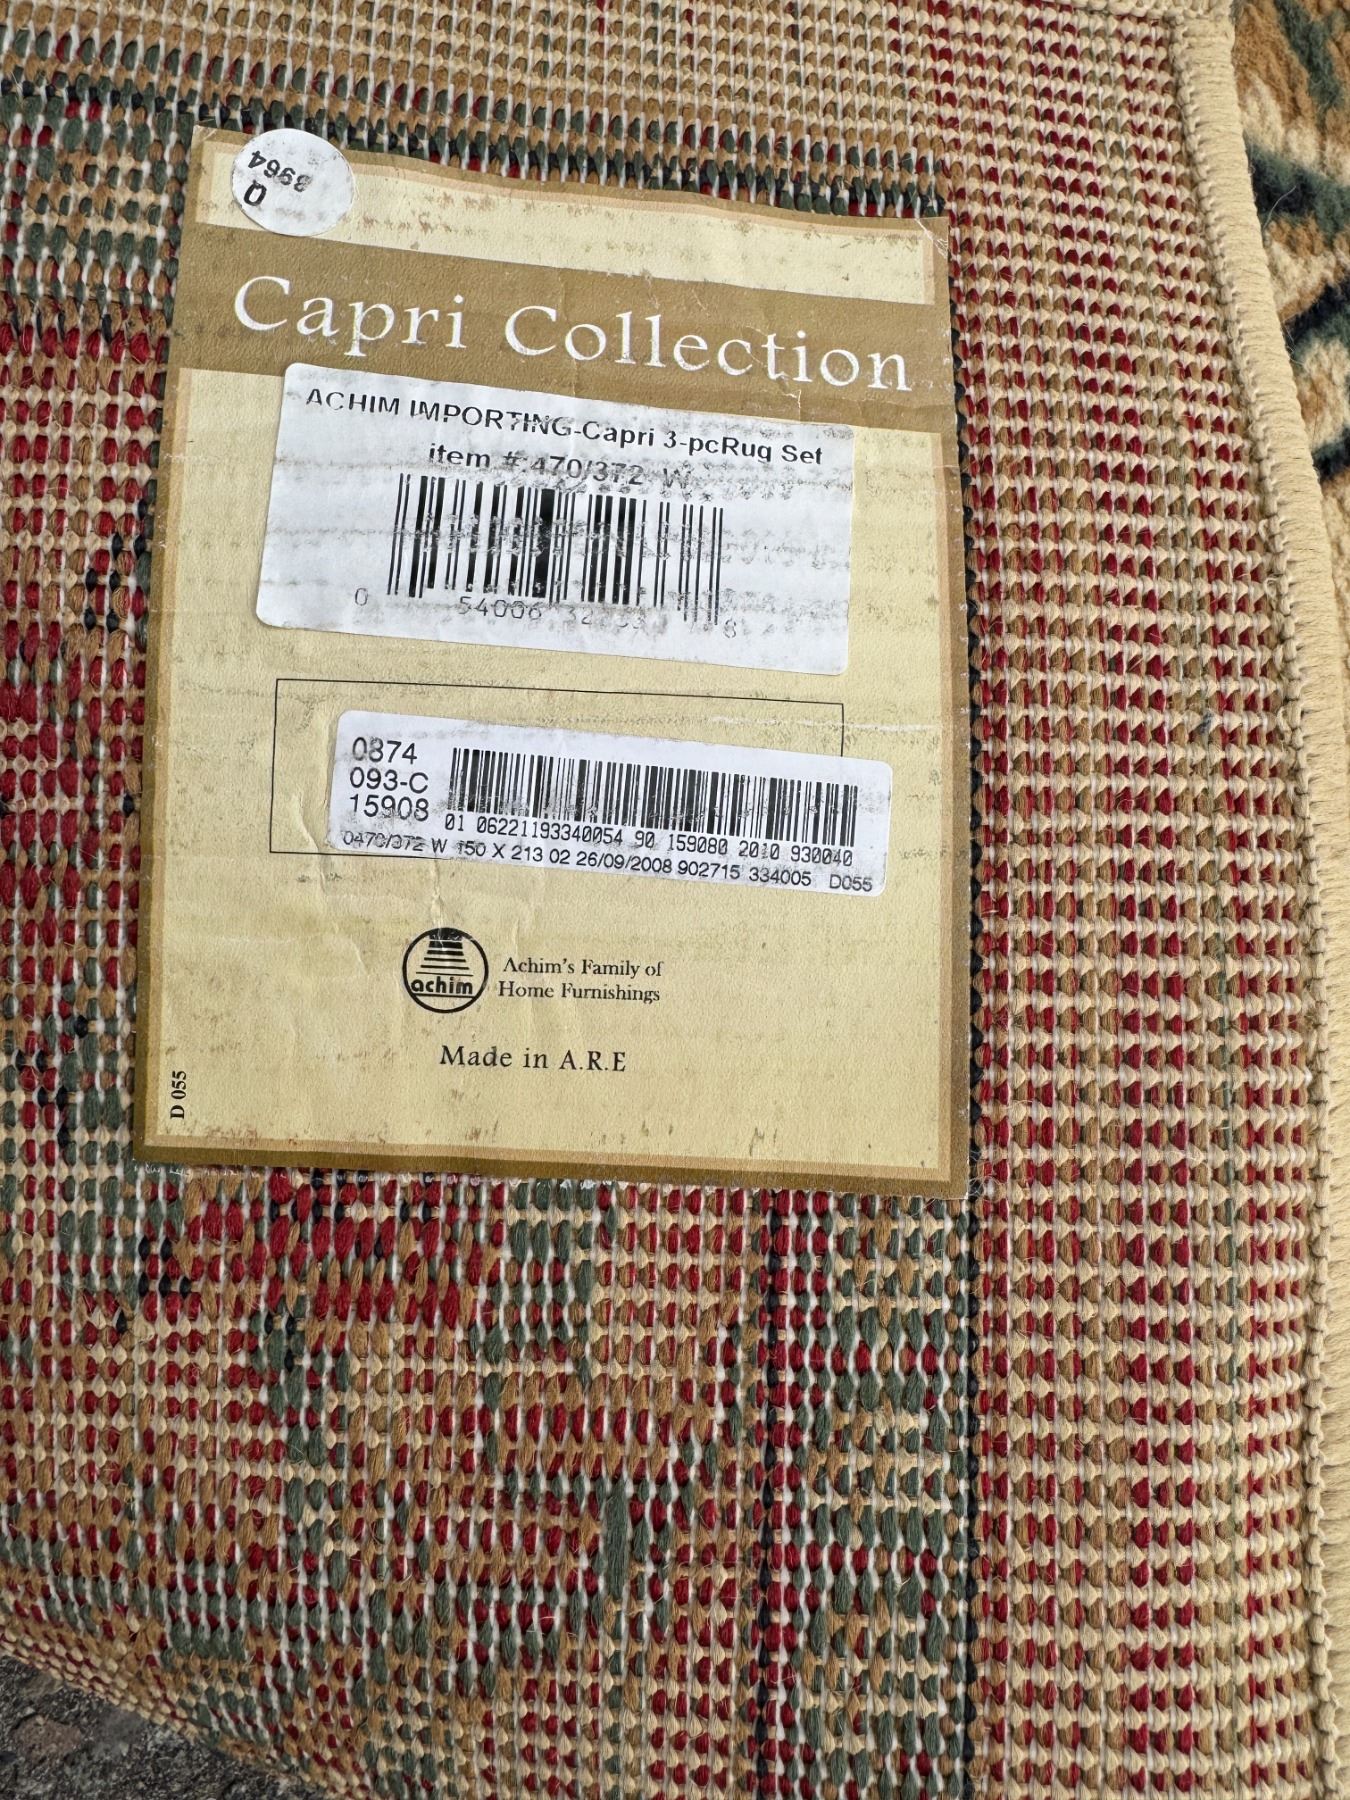 8964
Q
Capri Collection
ACHIM IMPORTING-Capri 3-pcRug Set
item #:470/372 W
0 54006 8
0874
093-C
15908
01 06221193340054 90 159080 2010 930040
0470/372 W 150 X 213 02 26/09/2008 902715 334005 D055
achim
Achim's Family of
Home Furnishings
Made in A.R.E
D 055